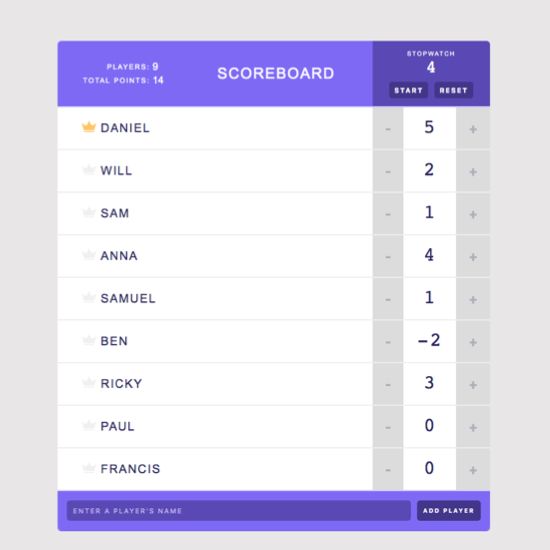 PLAYERS: 9
TOTAL POINTS: 14
SCOREBOARD
STOPWATCH
4
START RESET
DANIEL - 5 +
WILL - 2 +
SAM - 1 +
ANNA - 4 +
SAMUEL - 1 +
BEN - -2 +
RICKY - 3 +
PAUL - 0 +
FRANCIS - 0 +
ENTER A PLAYER'S NAME ADD PLAYER